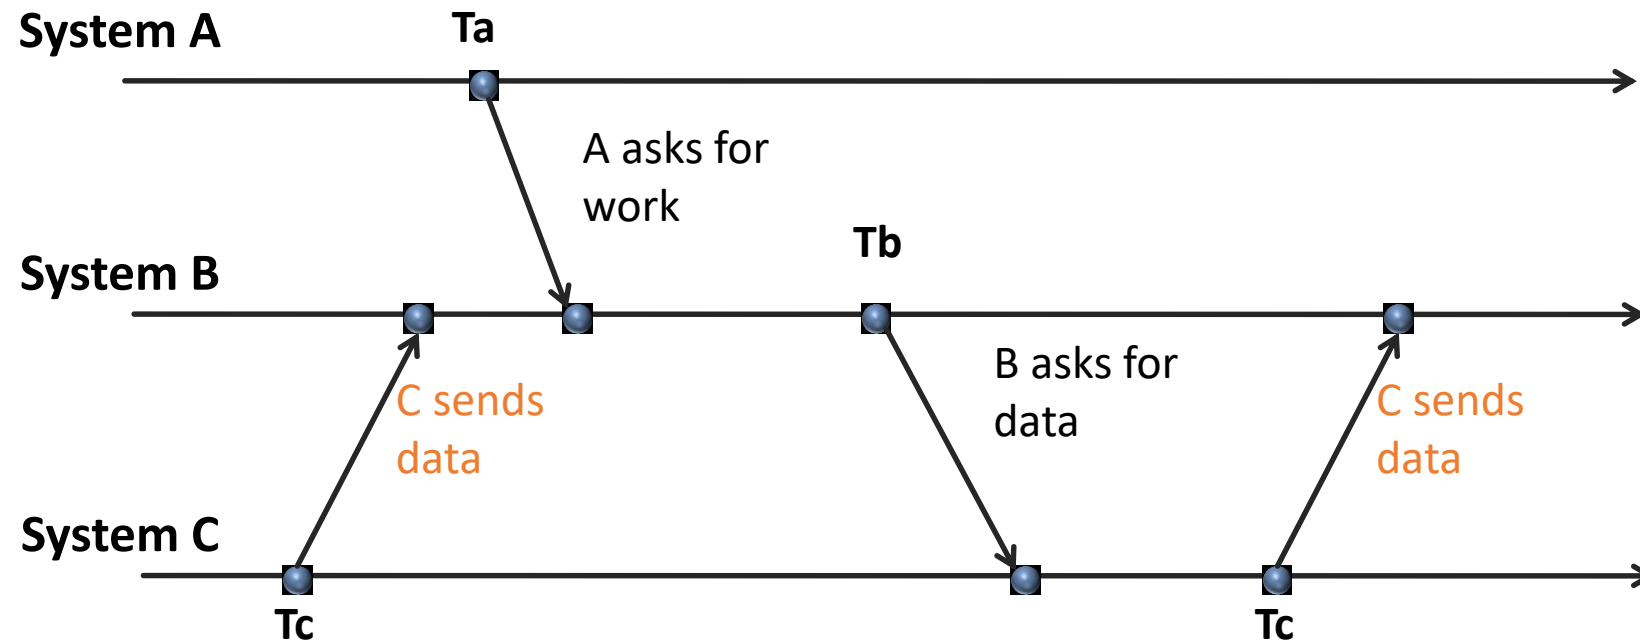 System A
Ta
A asks for
work
Tb
System B
B asks for
data
C sends
data
C sends
data
System C
Tc
Tc